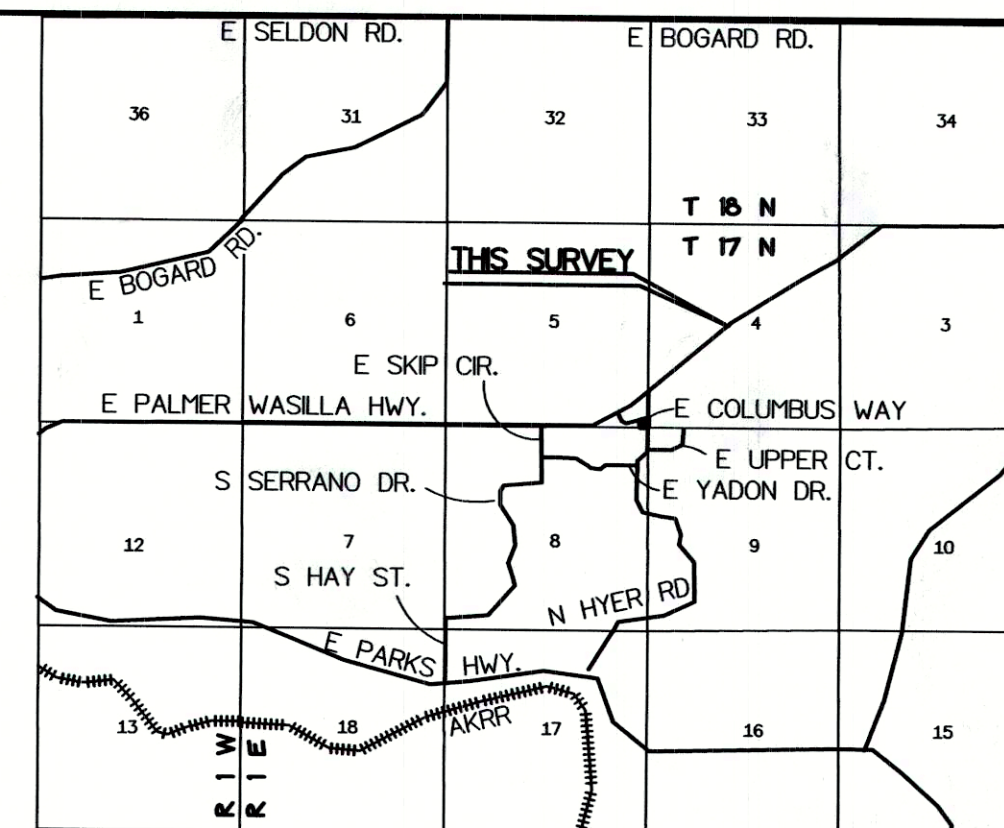 E SELDON RD.
E BOGARD RD.
36
31
32
33
34
T 18 N
T 17 N
E BOGARD RD.
THIS SURVEY
1
6
5
4
3
E SKIP CIR.
E PALMER WASILLA HWY.
E COLUMBUS WAY
E UPPER CT.
S SERRANO DR.
E YADON DR.
12
7
8
9
10
S HAY ST.
N HYER RD
E PARKS HWY.
AKRR
13
18
17
16
15
R 1 W
R 1 E